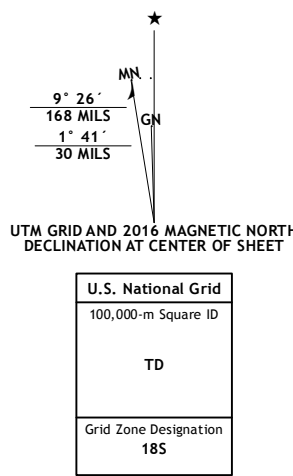 ★
MN
GN
9° 26´
168 MILS
1° 41´
30 MILS
UTM GRID AND 2016 MAGNETIC NORTH
DECLINATION AT CENTER OF SHEET
U.S. National Grid
100,000-m Square ID
TD
Grid Zone Designation
18S